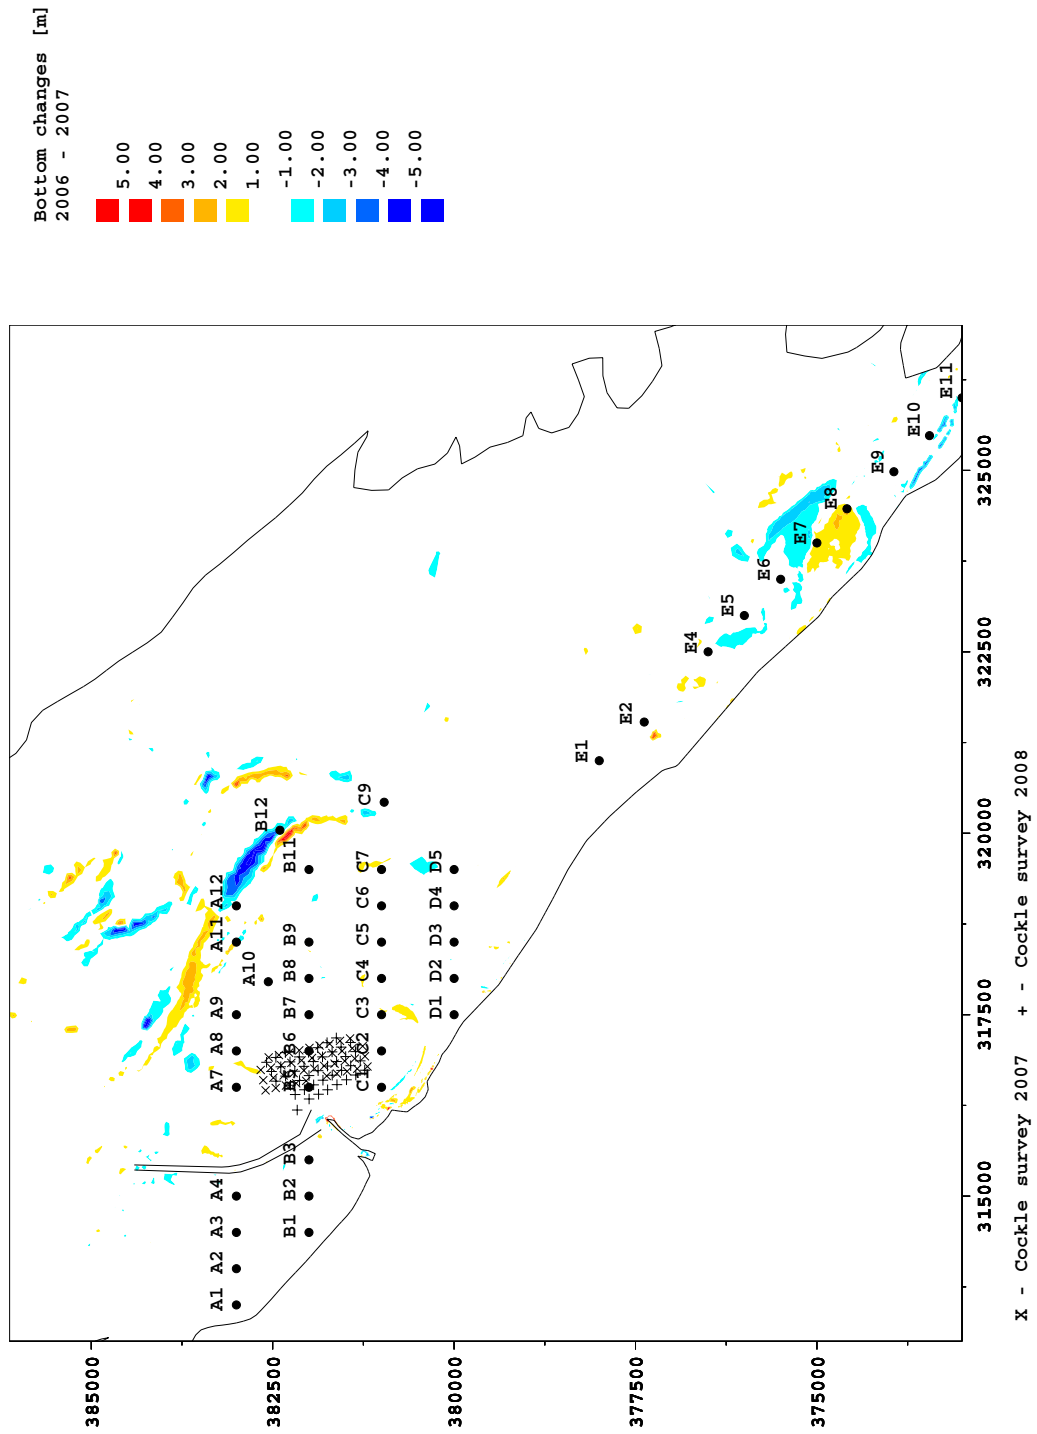 Bottom changes [m]
2006 - 2007
5.00
4.00
3.00
2.00
1.00
-1.00
-2.00
-3.00
-4.00
-5.00
385000
382500
380000
377500
375000
A1
A2
A3
A4
A7
A8
A9
A10
A11
A12
B1
B2
B3
B6
B7
B8
B9
B11
B12
C1
C2
C3
C4
C5
C6
C7
C9
D1
D2
D3
D4
D5
E1
E2
E4
E5
E6
E7
E8
E9
E10
E11
315000
317500
320000
322500
325000
X - Cockle survey 2007 + - Cockle survey 2008